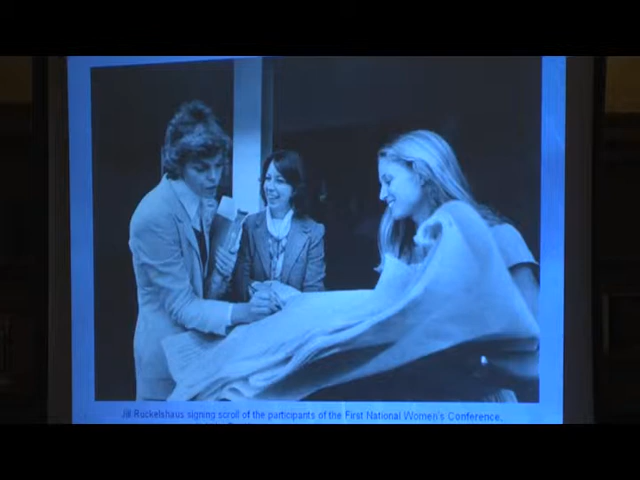 Jill Ruckelshaus signing scroll of the participants of the First National Women's Conference,